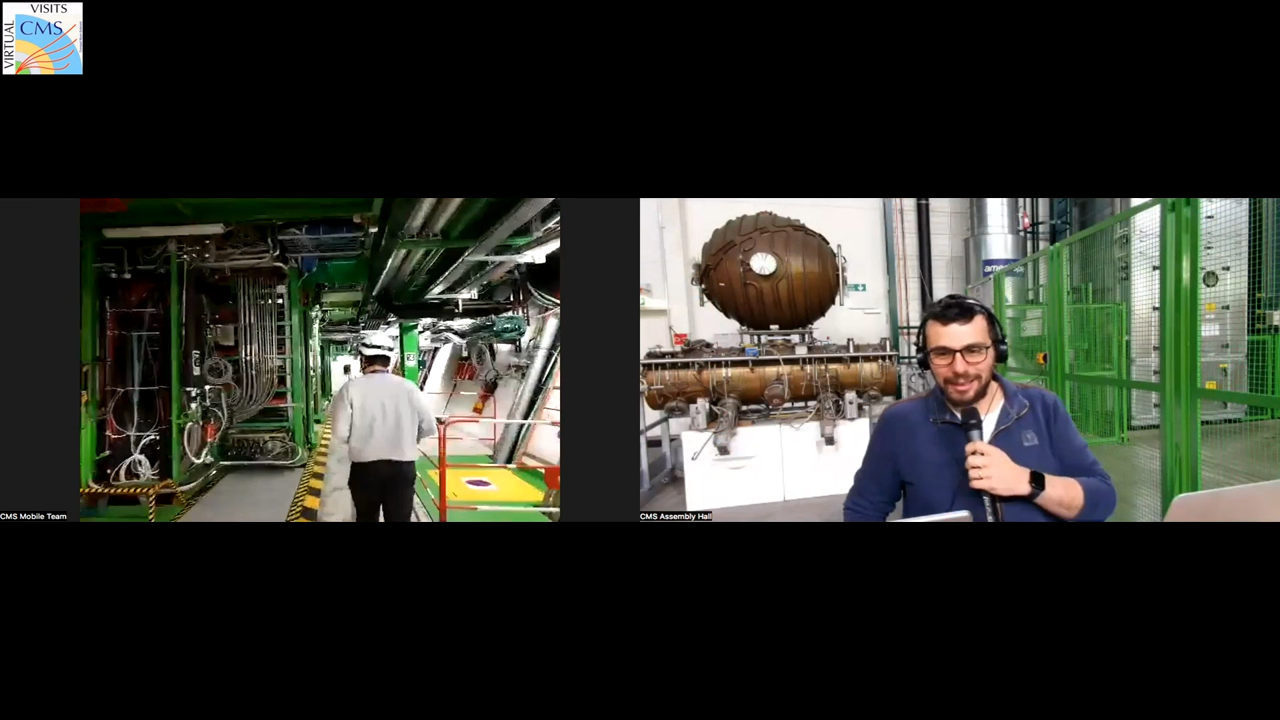 VISITS
CMS
VIRTUAL
CMS Mobile Team
CMS Assembly Hall